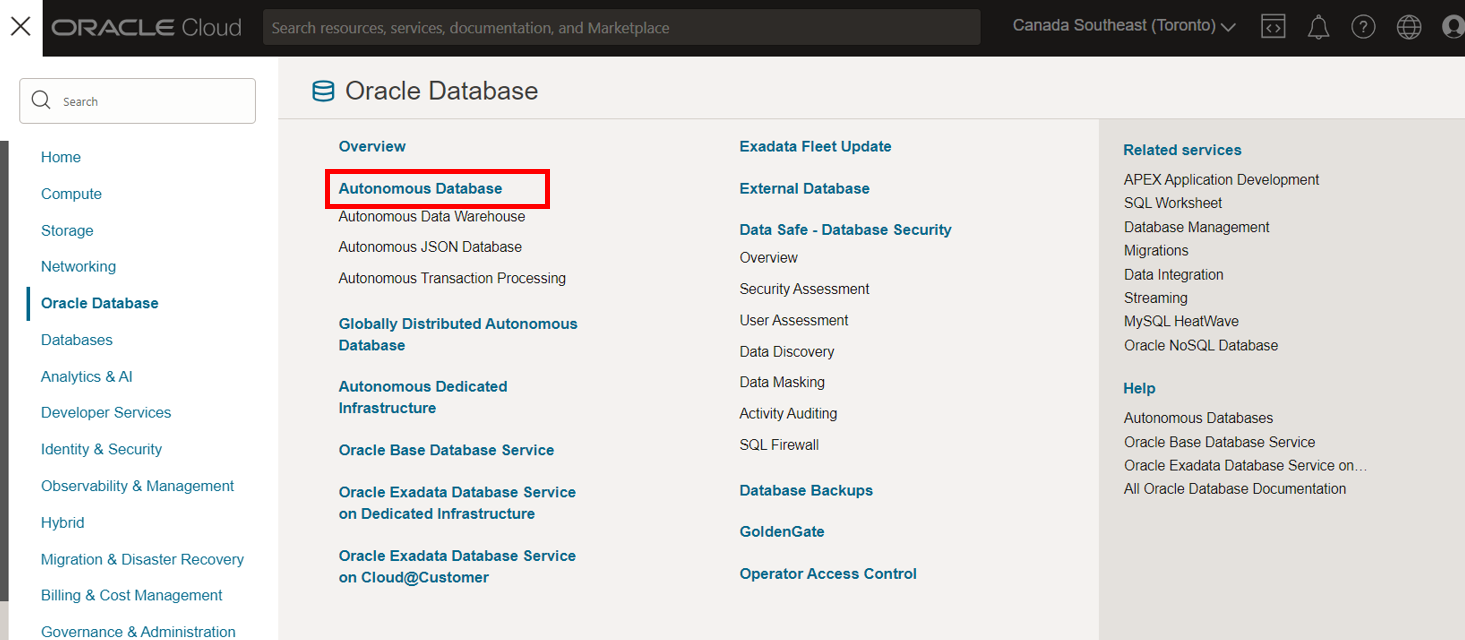 ORACLE Cloud
Search resources, services, documentation, and Marketplace
Canada Southeast (Toronto)
Search
Home
Compute
Storage
Networking
Oracle Database
Databases
Analytics & AI
Developer Services
Identity & Security
Observability & Management
Hybrid
Migration & Disaster Recovery
Billing & Cost Management
Governance & Administration
Oracle Database
Overview
Autonomous Database
Autonomous Data Warehouse
Autonomous JSON Database
Autonomous Transaction Processing
Globally Distributed Autonomous
Database
Autonomous Dedicated
Infrastructure
Oracle Base Database Service
Oracle Exadata Database Service
on Dedicated Infrastructure
Oracle Exadata Database Service
on Cloud@Customer
Exadata Fleet Update
External Database
Data Safe - Database Security
Overview
Security Assessment
User Assessment
Data Discovery
Data Masking
Activity Auditing
SQL Firewall
Database Backups
GoldenGate
Operator Access Control
Related services
APEX Application Development
SQL Worksheet
Database Management
Migrations
Data Integration
Streaming
MySQL HeatWave
Oracle NoSQL Database
Help
Autonomous Databases
Oracle Base Database Service
Oracle Exadata Database Service on…
All Oracle Database Documentation